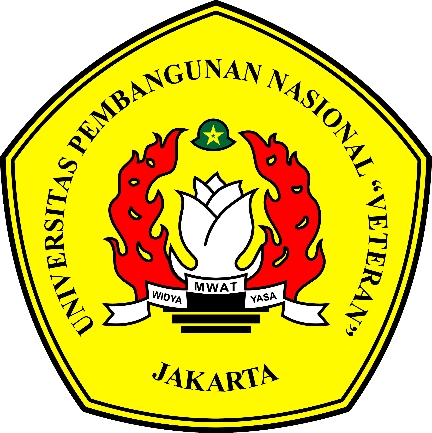 UNIVERSITAS PEMBANGUNAN NASIONAL “VETERAN”
WIDYA MWAT YASA
JAKARTA